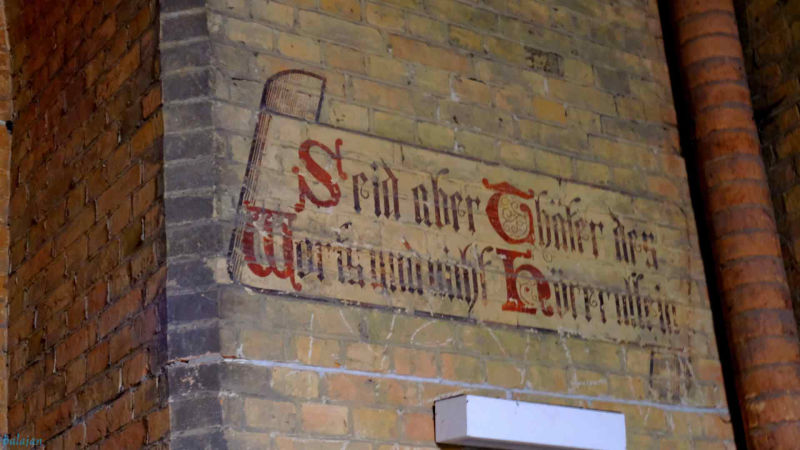 Seid aber Thäter des
Worts und nicht Hörer allein